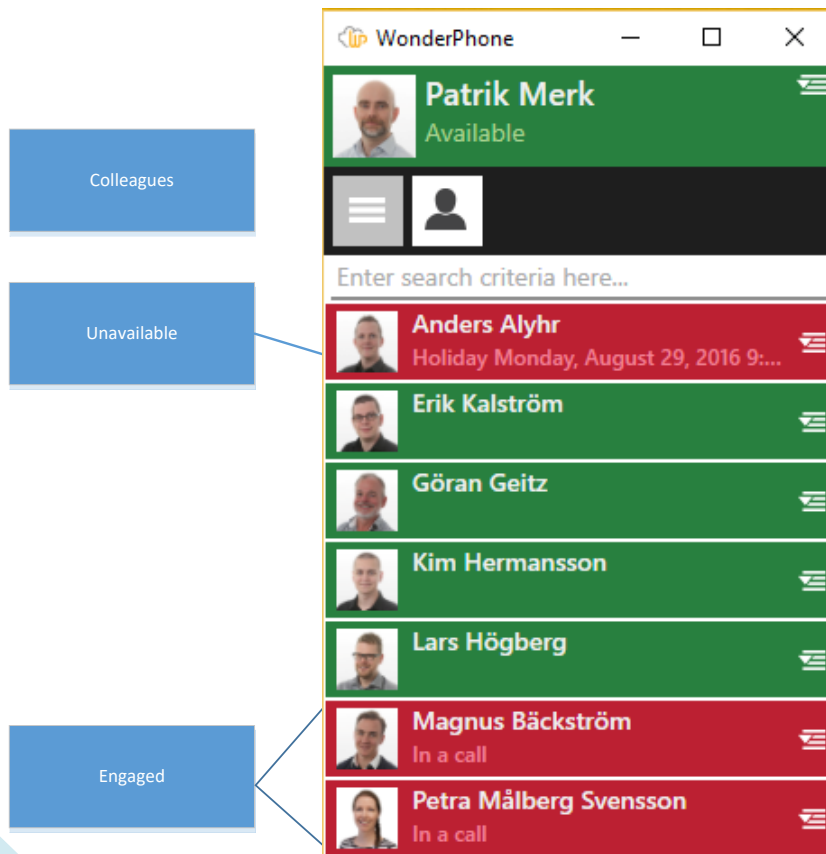 WonderPhone
Patrik Merk
Available
Colleagues
Enter search criteria here...
Unavailable
Anders Alyhr
Holiday Monday, August 29, 2016 9:...
Erik Kalström
Göran Geitz
Kim Hermansson
Lars Högberg
Engaged
Magnus Bäckström
In a call
Petra Målberg Svensson
In a call